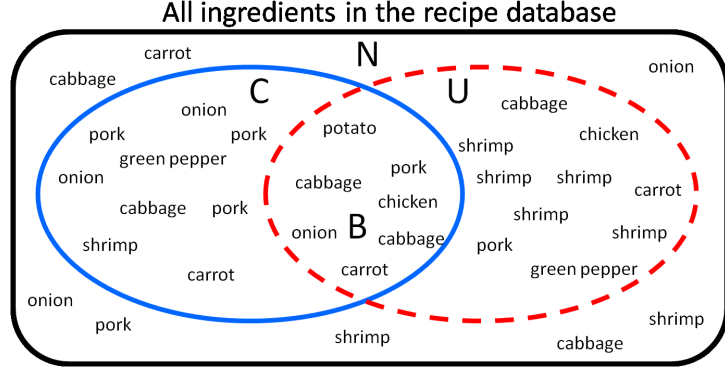 All ingredients in the recipe database
carrot
N
onion
cabbage
C
U
onion
cabbage
pork
pork
potato
shrimp
chicken
green pepper
pork
onion
cabbage
shrimp
shrimp
carrot
cabbage
pork
chicken
shrimp
onion
B
cabbage
shrimp
shrimp
pork
carrot
carrot
green pepper
onion
pork
shrimp
shrimp
cabbage